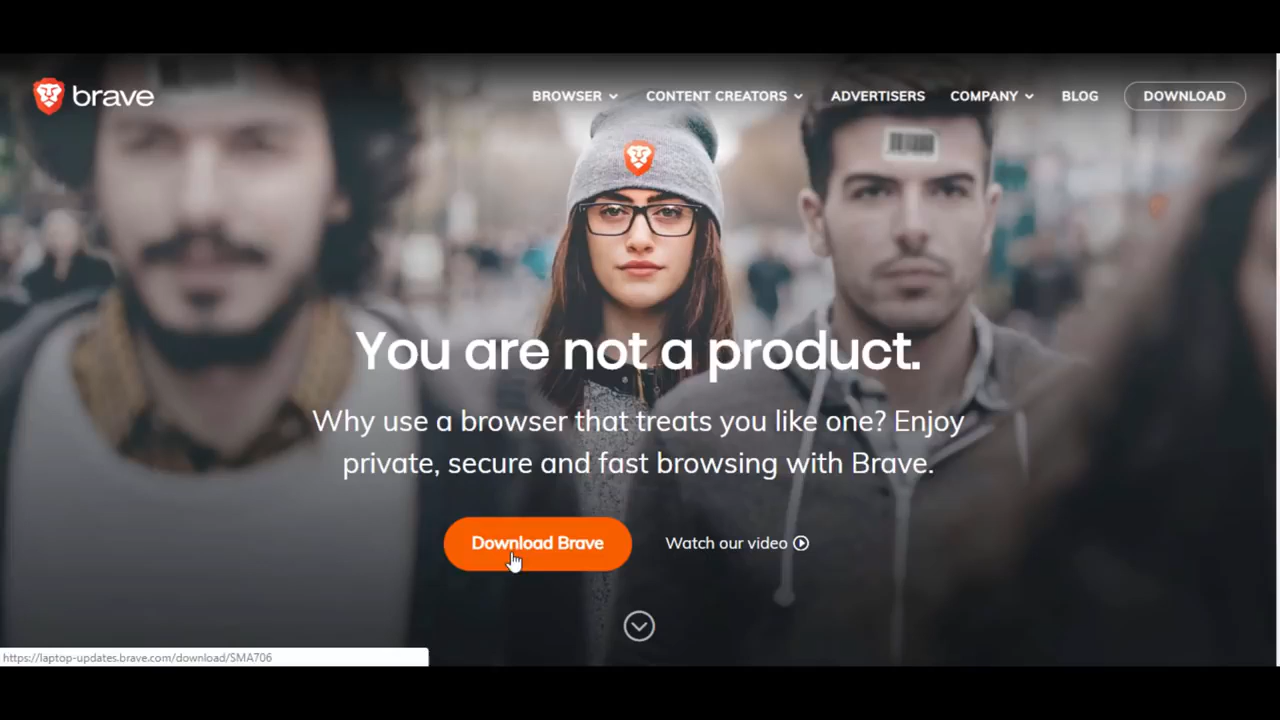 brave
BROWSER
CONTENT CREATORS
ADVERTISERS
COMPANY
BLOG
DOWNLOAD
You are not a product.
Why use a browser that treats you like one? Enjoy
private, secure and fast browsing with Brave.
Download Brave
Watch our video
https://laptop-updates.brave.com/download/SMA706